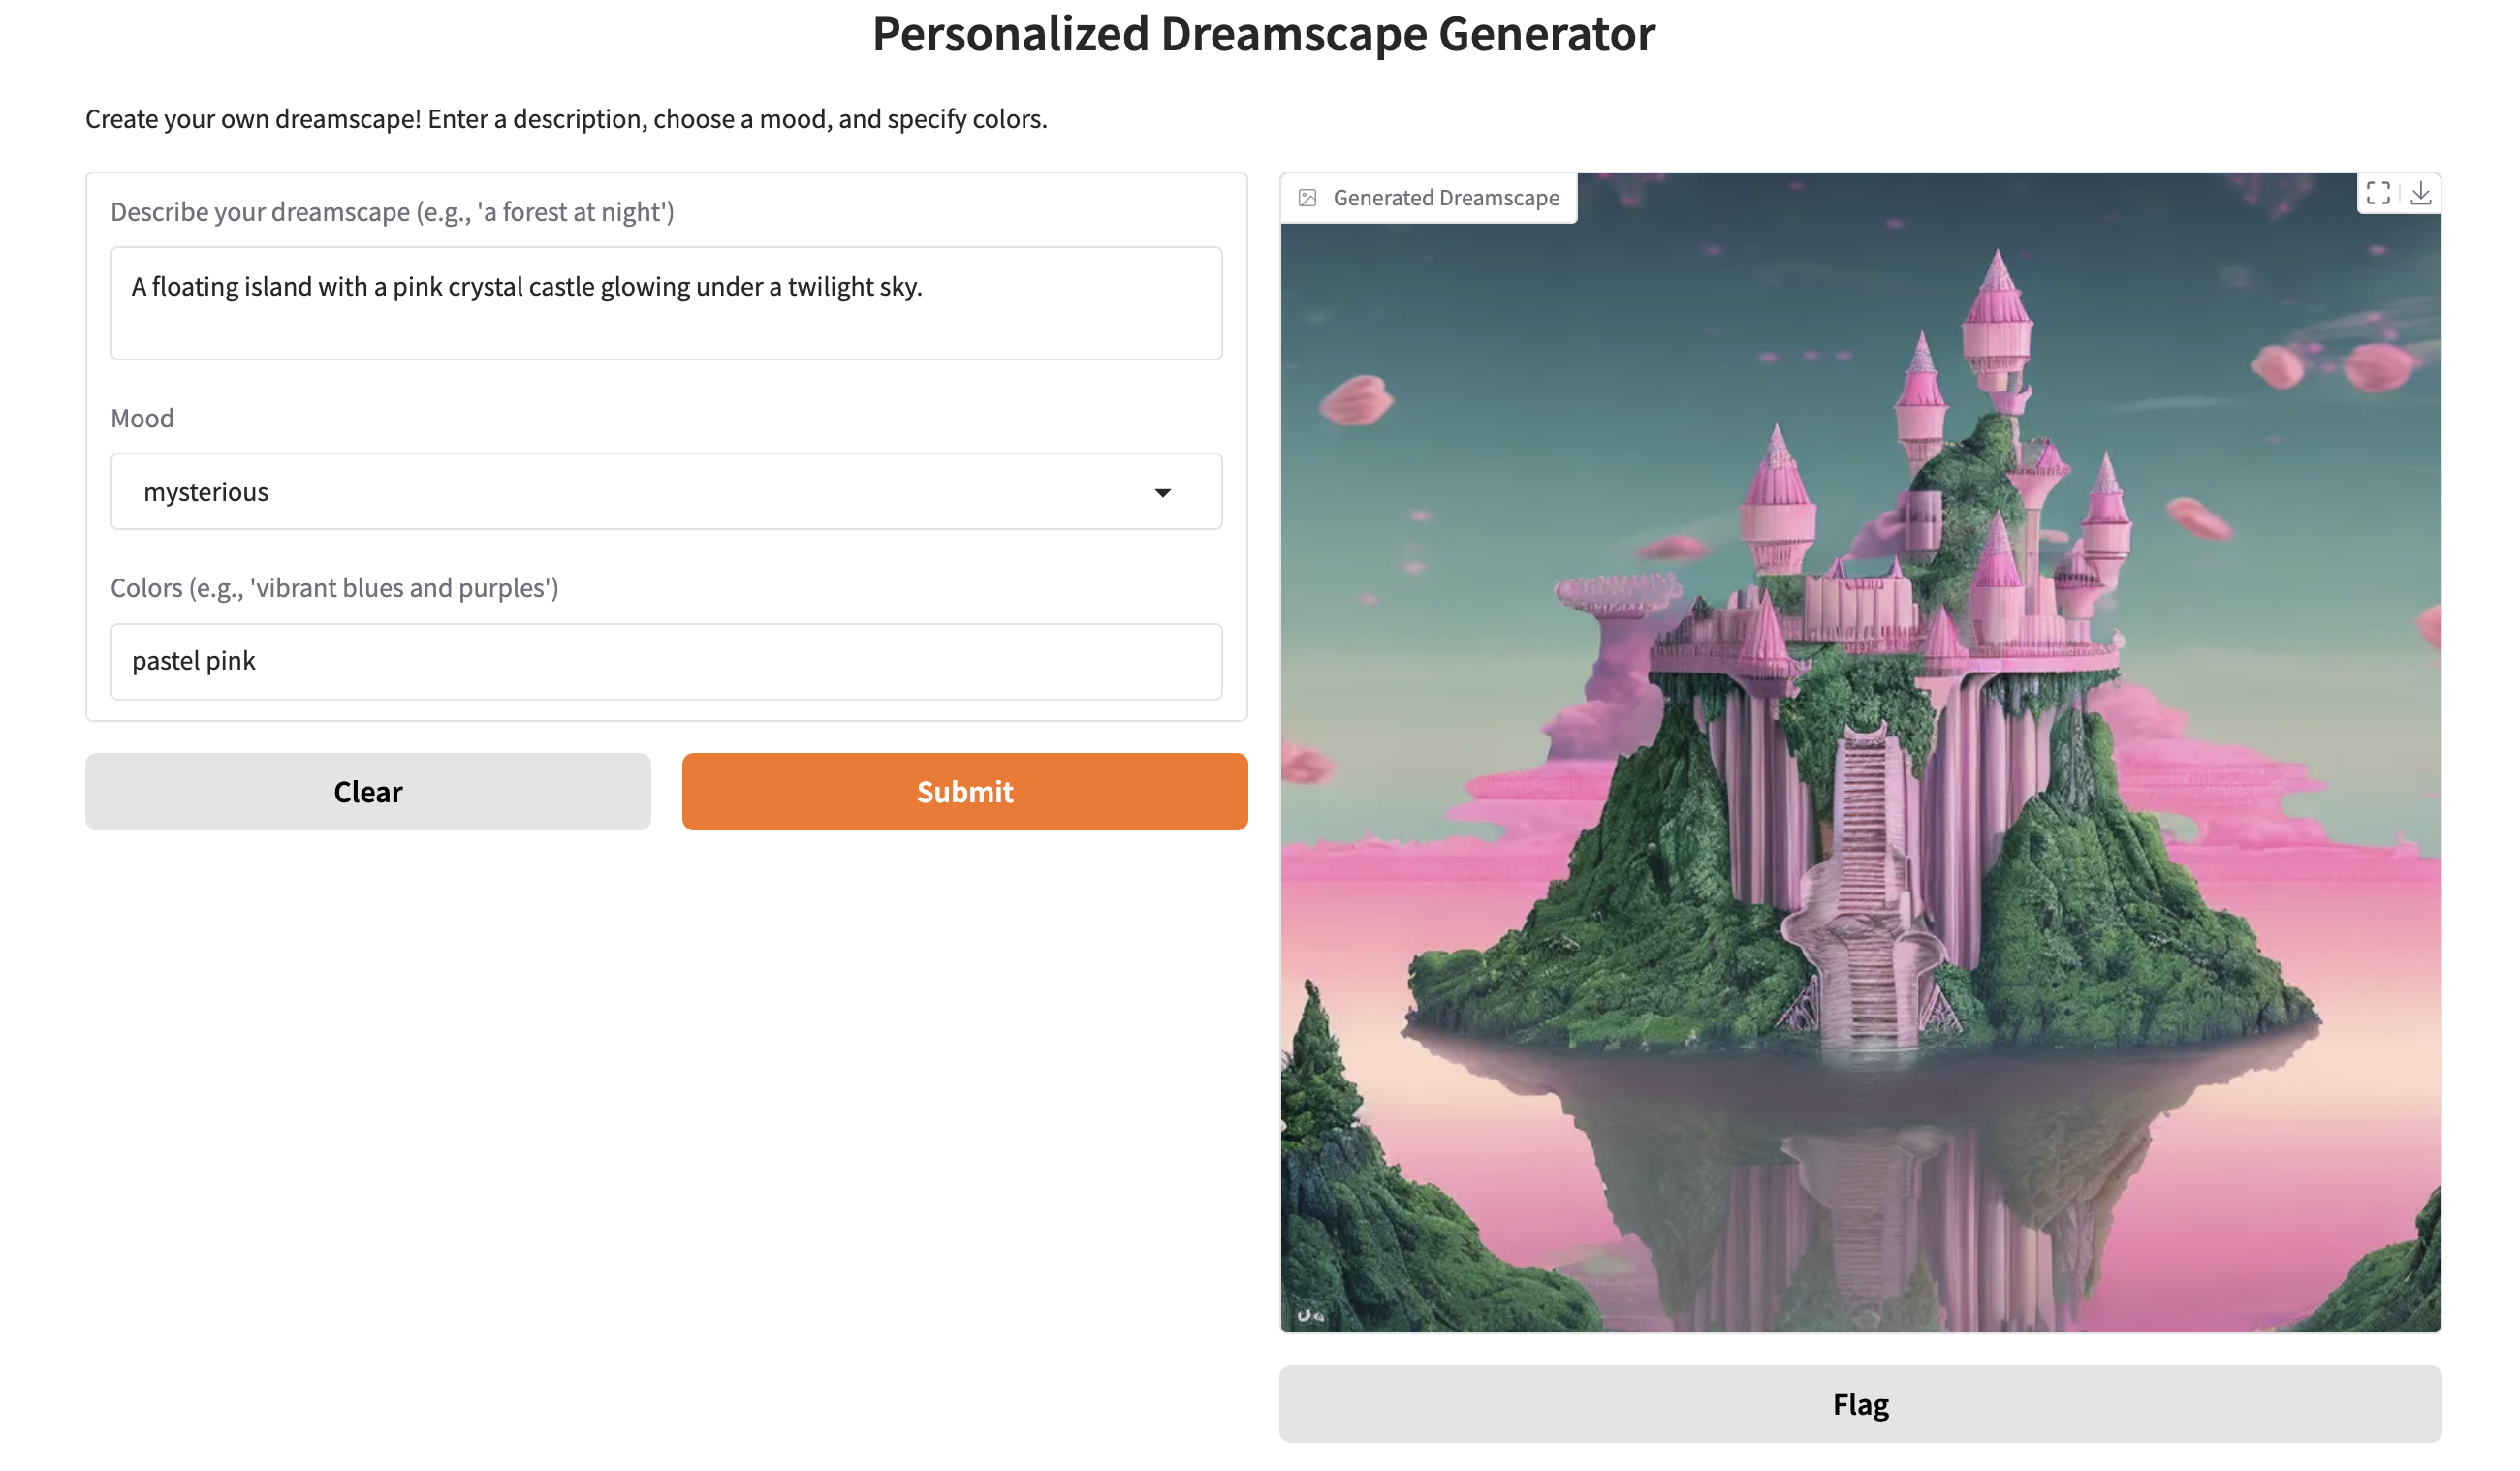 Personalized Dreamscape Generator
Create your own dreamscape! Enter a description, choose a mood, and specify colors.
Describe your dreamscape (e.g., 'a forest at night')
A floating island with a pink crystal castle glowing under a twilight sky.
Mood
mysterious
Colors (e.g., 'vibrant blues and purples')
pastel pink
Clear
Submit
Generated Dreamscape
Flag